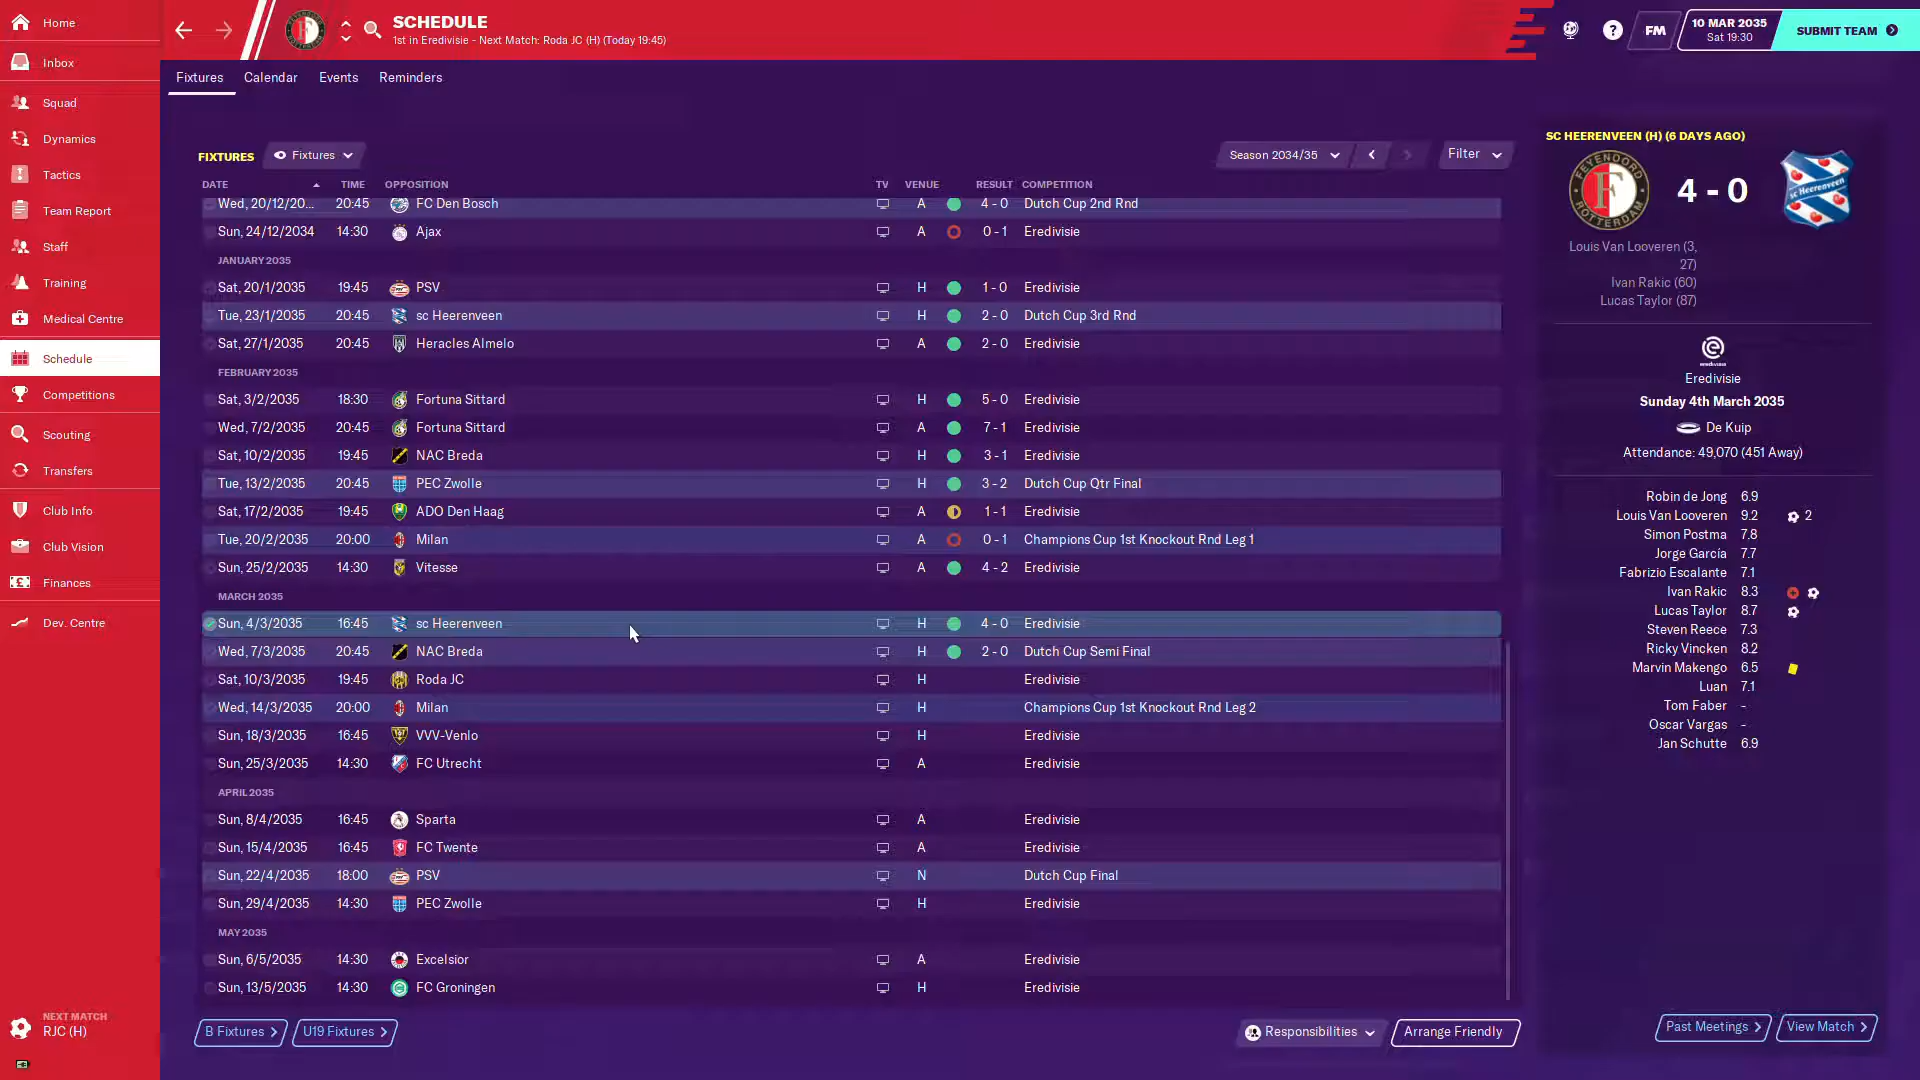 Home
Inbox
Squad
Dynamics
Tactics
Team Report
Staff
Training
Medical Centre
Schedule
Competitions
Scouting
Transfers
Club Info
Club Vision
Finances
Dev. Centre
NEXT MATCH
RJC (H)
SCHEDULE
1st in Eredivisie - Next Match: Roda JC (H) (Today 19:45)
FM
10 MAR 2035
Sat 19:30
SUBMIT TEAM
Fixtures Calendar Events Reminders
FIXTURES Fixtures Season 2034/35 Filter
DATE TIME OPPOSITION TV VENUE RESULT COMPETITION
Wed, 20/12/20... 20:45 FC Den Bosch A 4 - 0 Dutch Cup 2nd Rnd
Sun, 24/12/2034 14:30 Ajax A 0 - 1 Eredivisie
JANUARY 2035
Sat, 20/1/2035 19:45 PSV H 1 - 0 Eredivisie
Tue, 23/1/2035 20:45 sc Heerenveen H 2 - 0 Dutch Cup 3rd Rnd
Sat, 27/1/2035 20:45 Heracles Almelo A 2 - 0 Eredivisie
FEBRUARY 2035
Sat, 3/2/2035 18:30 Fortuna Sittard H 5 - 0 Eredivisie
Wed, 7/2/2035 20:45 Fortuna Sittard A 7 - 1 Eredivisie
Sat, 10/2/2035 19:45 NAC Breda H 3 - 1 Eredivisie
Tue, 13/2/2035 20:45 PEC Zwolle H 3 - 2 Dutch Cup Qtr Final
Sat, 17/2/2035 19:45 ADO Den Haag A 1 - 1 Eredivisie
Tue, 20/2/2035 20:00 Milan A 0 - 1 Champions Cup 1st Knockout Rnd Leg 1
Sun, 25/2/2035 14:30 Vitesse A 4 - 2 Eredivisie
MARCH 2035
Sun, 4/3/2035 16:45 sc Heerenveen H 4 - 0 Eredivisie
Wed, 7/3/2035 20:45 NAC Breda H 2 - 0 Dutch Cup Semi Final
Sat, 10/3/2035 19:45 Roda JC H Eredivisie
Wed, 14/3/2035 20:00 Milan H Champions Cup 1st Knockout Rnd Leg 2
Sun, 18/3/2035 16:45 VVV-Venlo H Eredivisie
Sun, 25/3/2035 14:30 FC Utrecht A Eredivisie
APRIL 2035
Sun, 8/4/2035 16:45 Sparta A Eredivisie
Sun, 15/4/2035 16:45 FC Twente A Eredivisie
Sun, 22/4/2035 18:00 PSV N Dutch Cup Final
Sun, 29/4/2035 14:30 PEC Zwolle H Eredivisie
MAY 2035
Sun, 6/5/2035 14:30 Excelsior A Eredivisie
Sun, 13/5/2035 14:30 FC Groningen H Eredivisie
B Fixtures U19 Fixtures Responsibilities Arrange Friendly
SC HEERENVEEN (H) (6 DAYS AGO)
FEYENOORD
ROTTERDAM
4 - 0
sc Heerenveen
Louis Van Looveren (3,
27)
Ivan Rakic (60)
Lucas Taylor (87)
Eredivisie
Sunday 4th March 2035
De Kuip
Attendance: 49,070 (451 Away)
Robin de Jong 6.9
Louis Van Looveren 9.2 2
Simon Postma 7.8
Jorge García 7.7
Fabrizio Escalante 7.1
Ivan Rakic 8.3
Lucas Taylor 8.7
Steven Reece 7.3
Ricky Vincken 8.2
Marvin Makengo 6.5
Luan 7.1
Tom Faber -
Oscar Vargas -
Jan Schutte 6.9
Past Meetings View Match